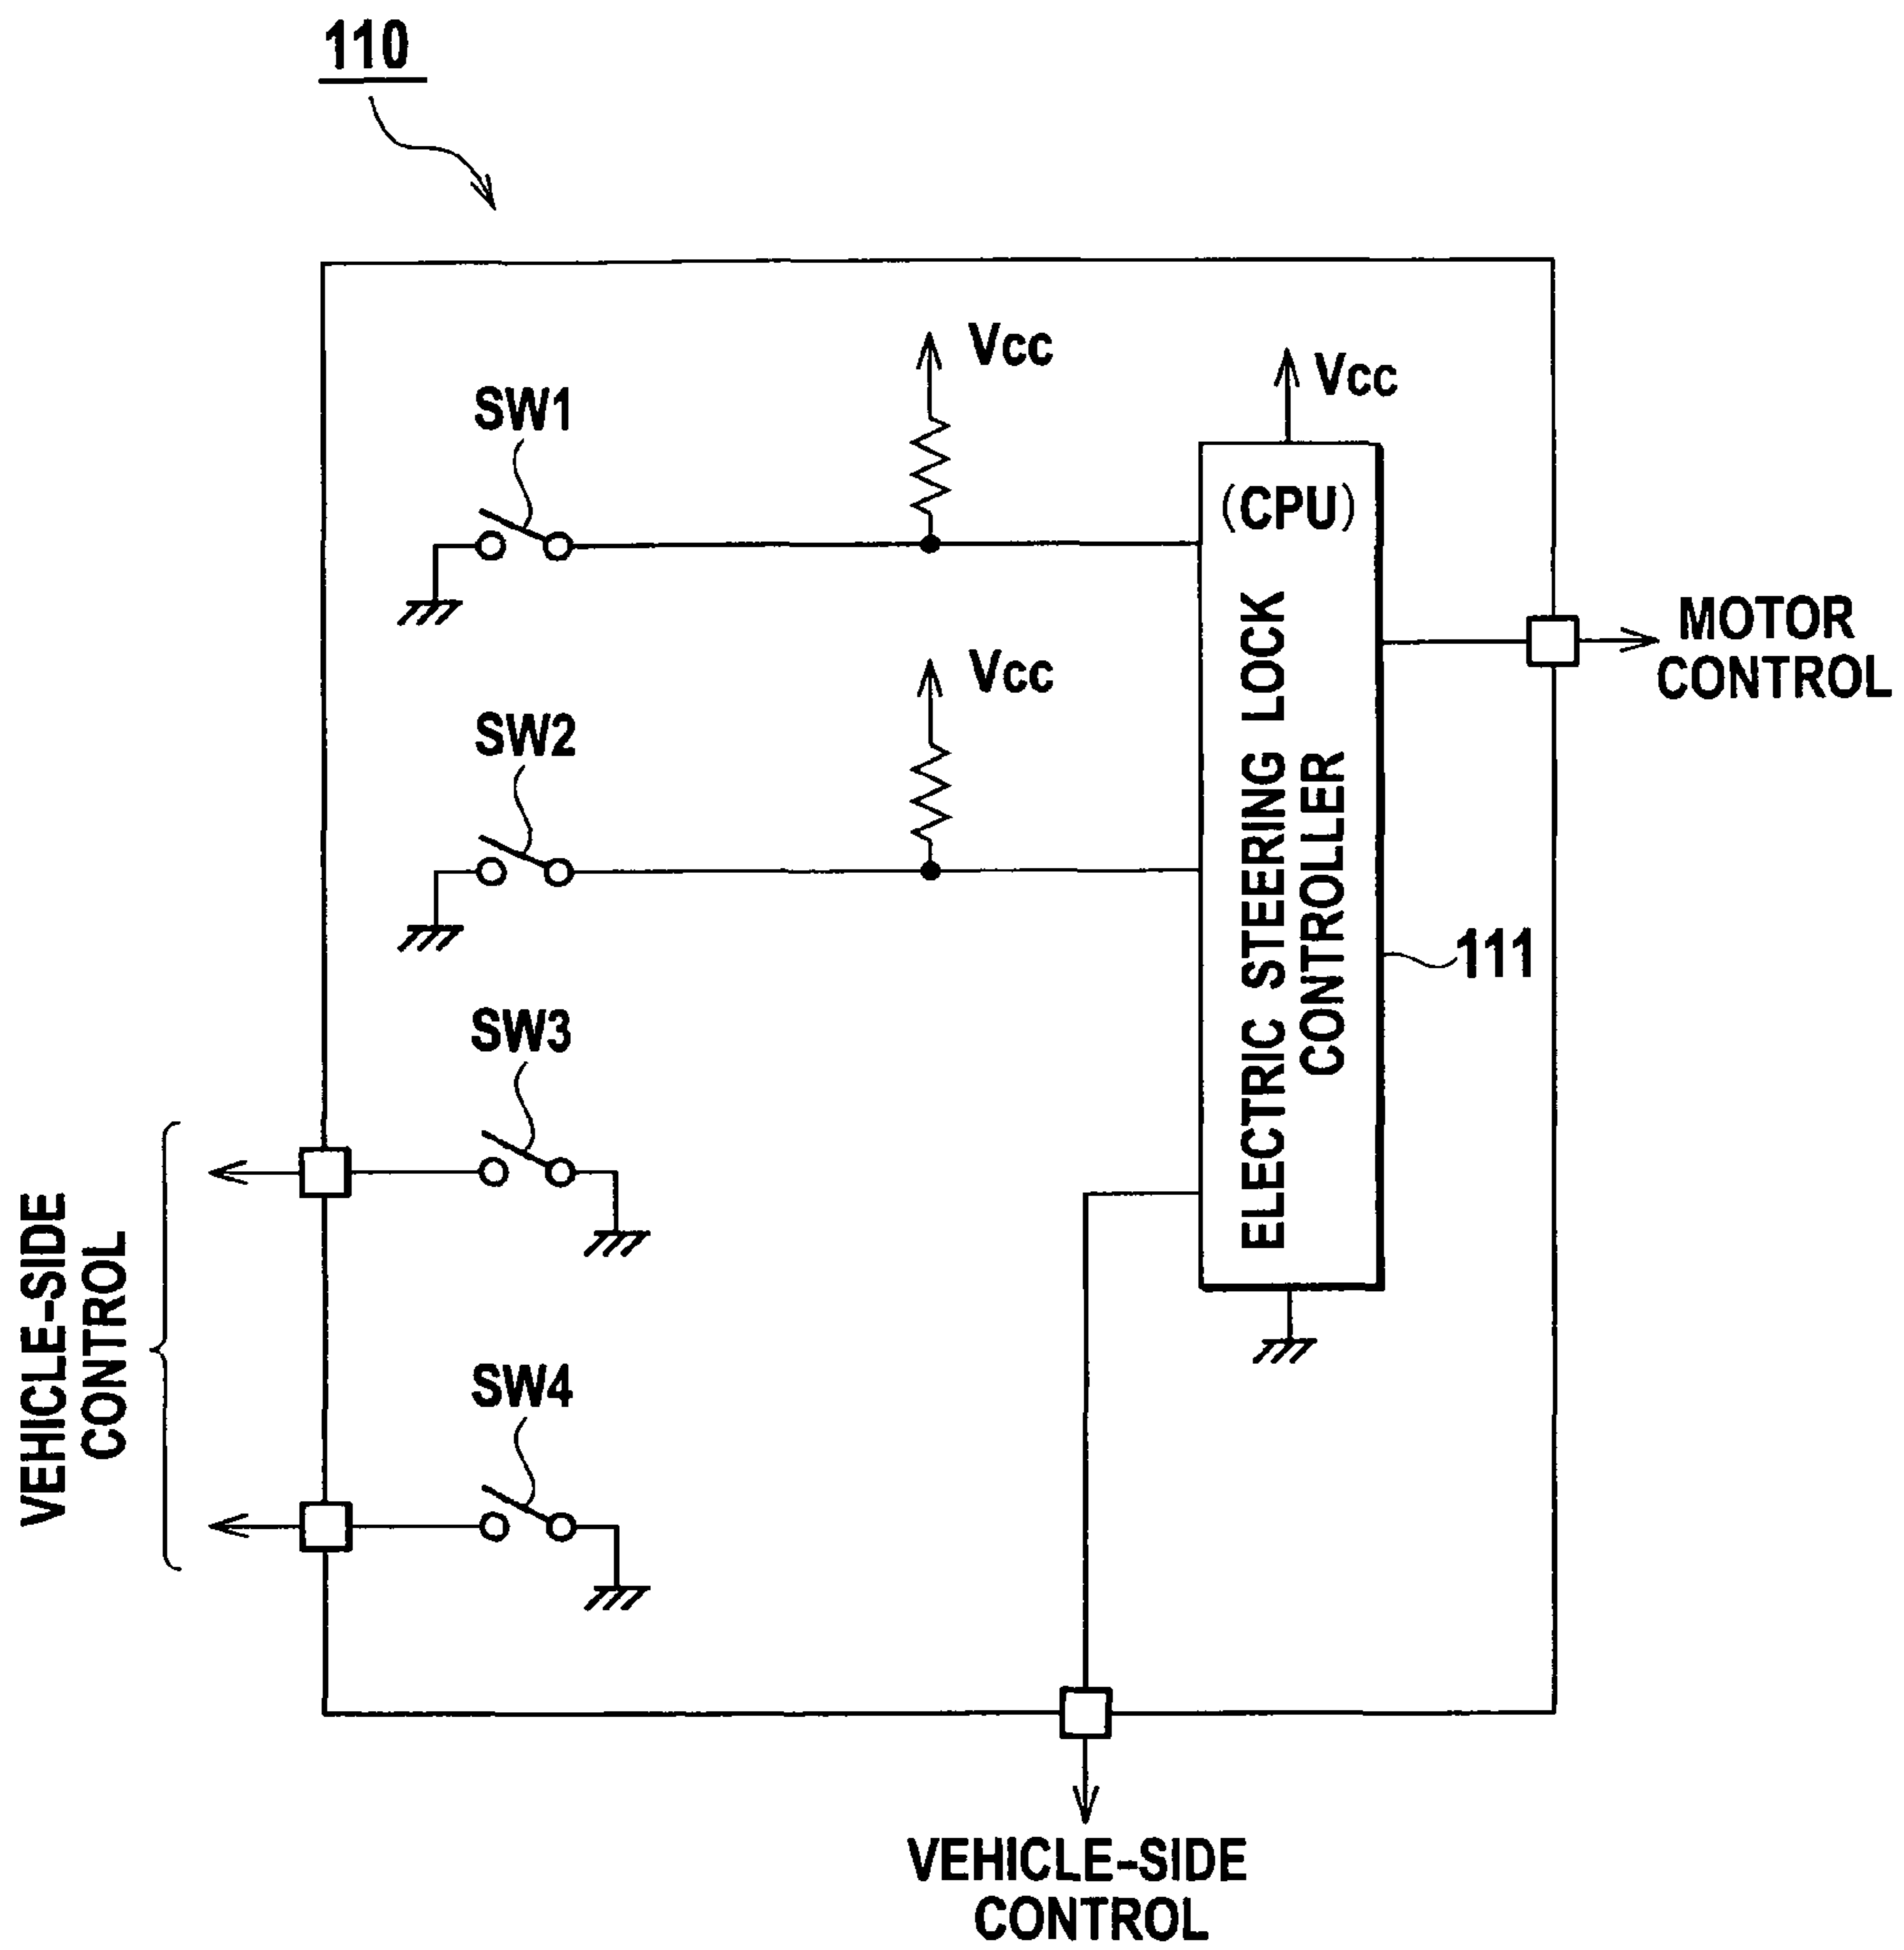 110
Vcc
Vcc
SW1
(CPU)
ELECTRIC STEERING LOCK
CONTROLLER
MOTOR
CONTROL
Vcc
SW2
111
SW3
VEHICLE-SIDE
CONTROL
SW4
VEHICLE-SIDE
CONTROL